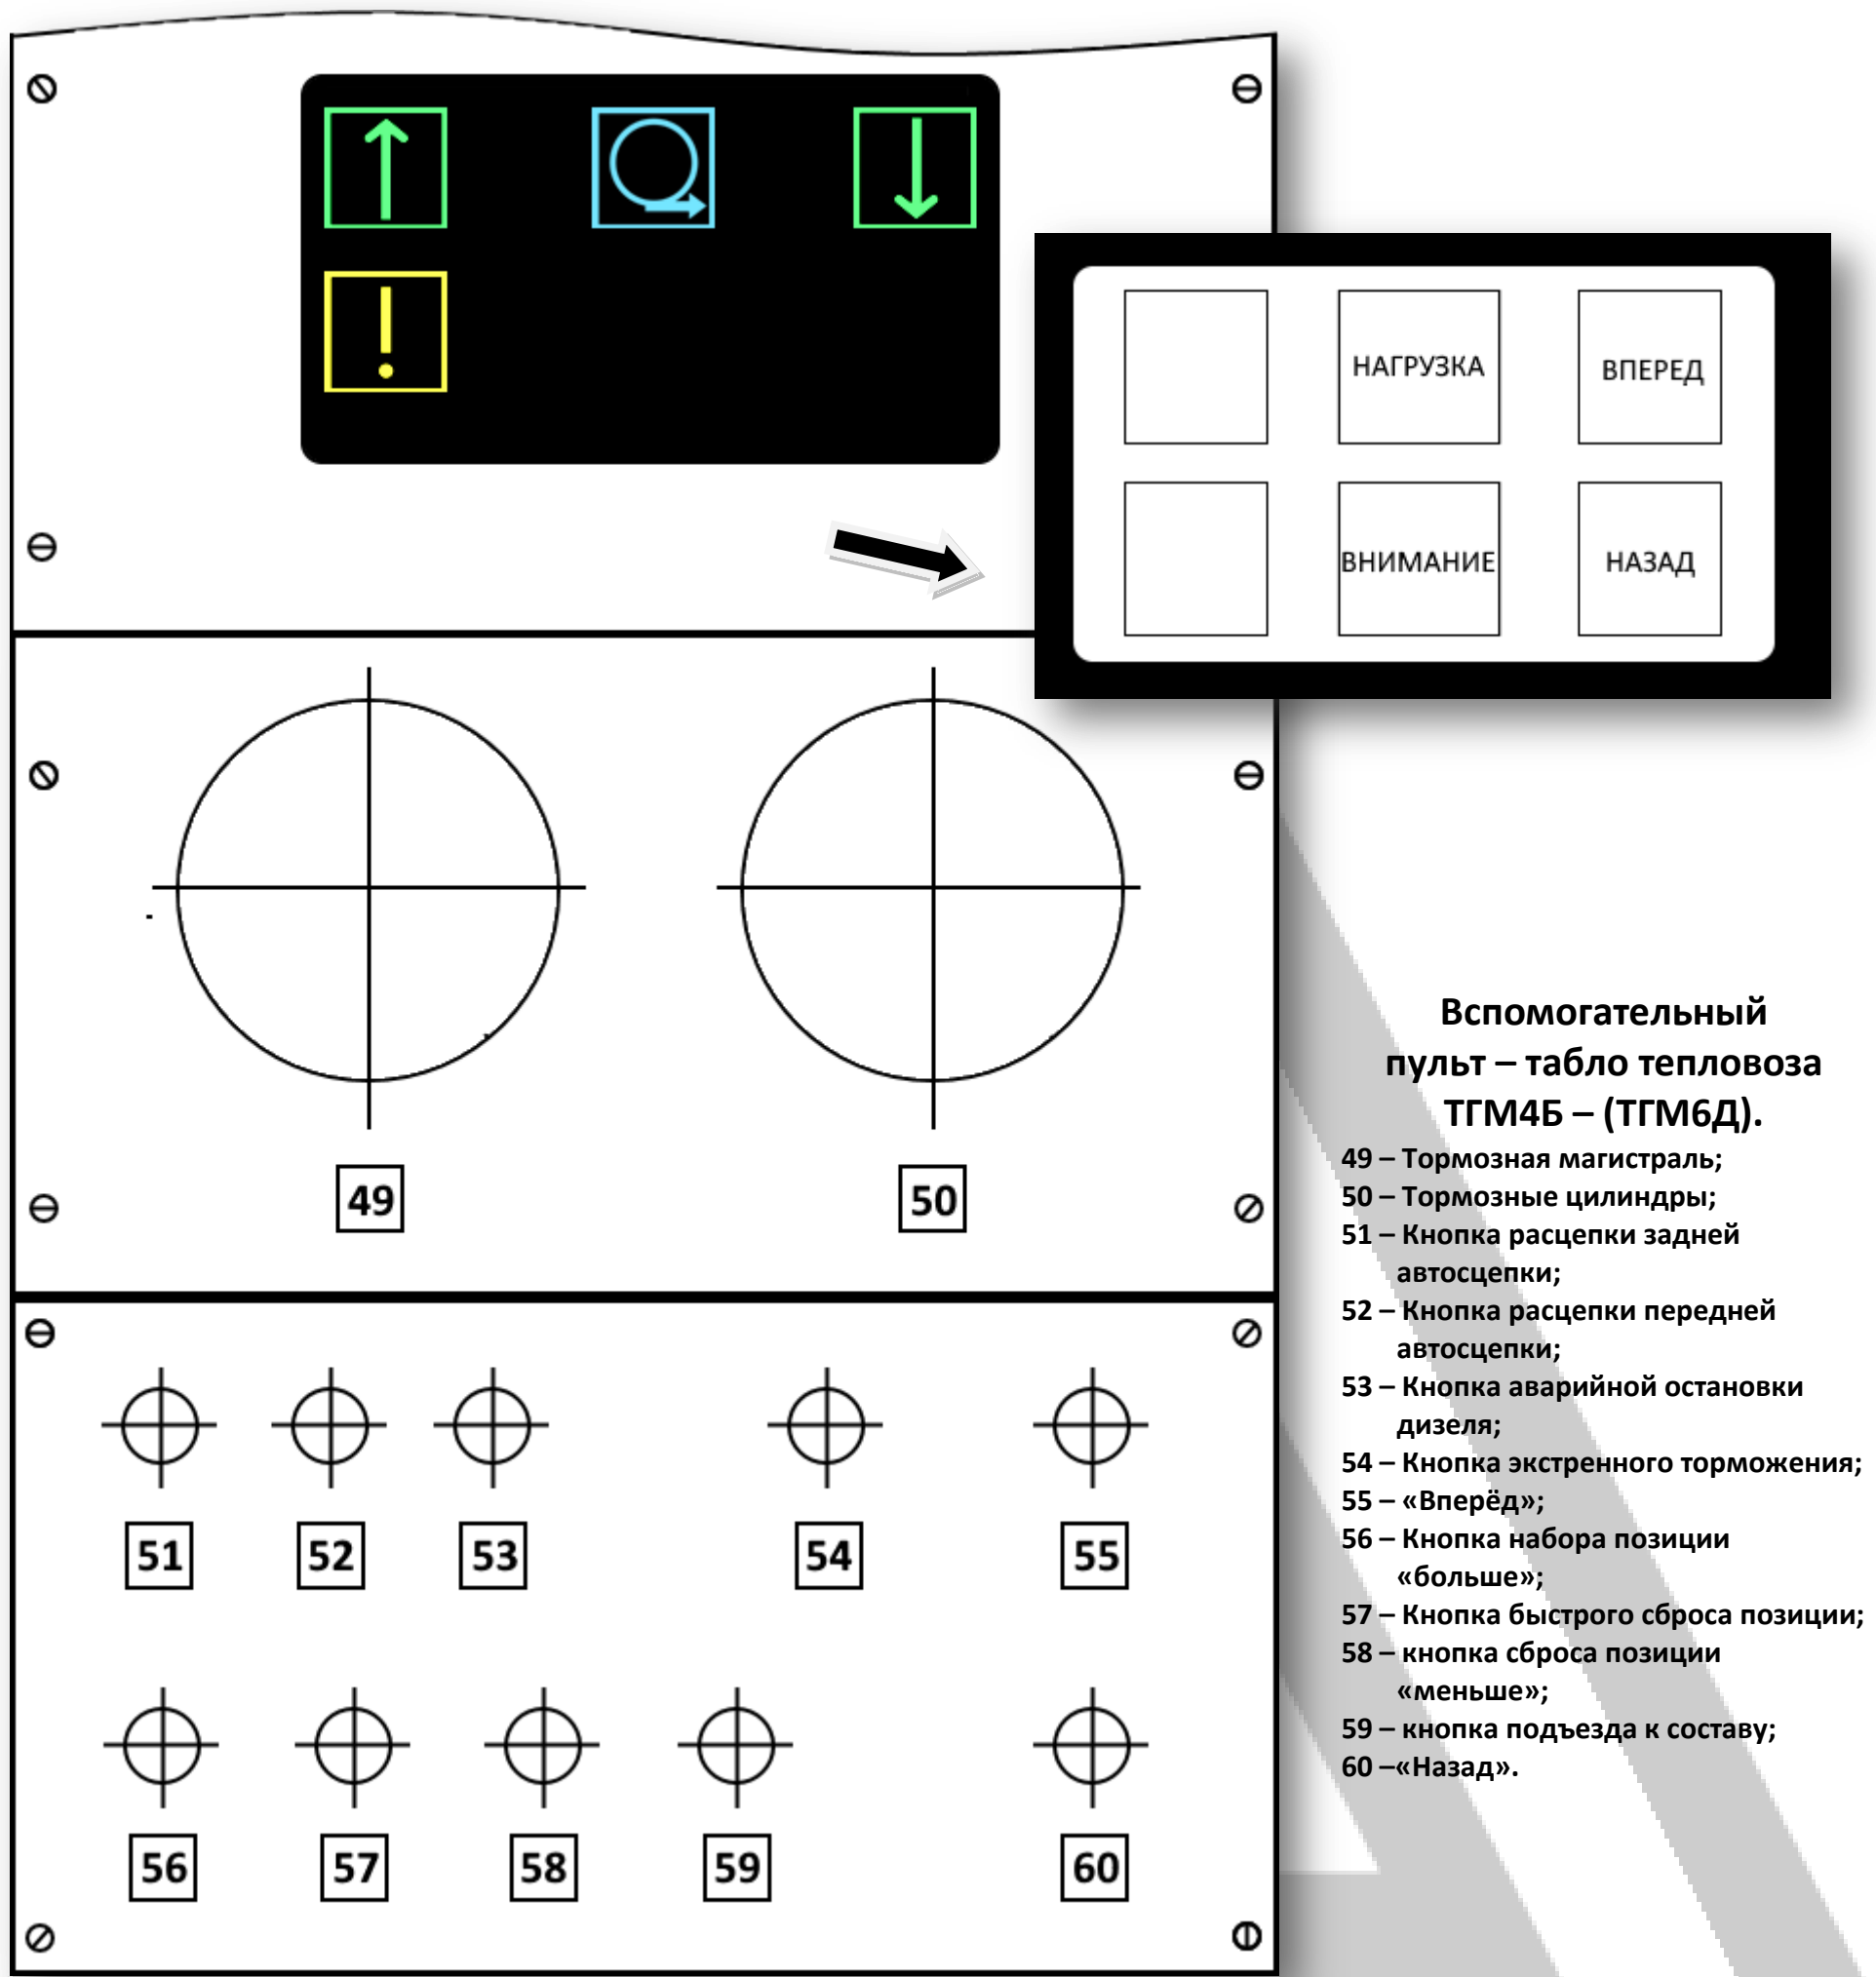 НАГРУЗКА
ВПЕРЕД
ВНИМАНИЕ
НАЗАД
49
50
51
52
53
54
55
56
57
58
59
60
Вспомогательный
пульт – табло тепловоза
ТГМ4Б – (ТГМ6Д).
49 – Тормозная магистраль;
50 – Тормозные цилиндры;
51 – Кнопка расцепки задней
автосцепки;
52 – Кнопка расцепки передней
автосцепки;
53 – Кнопка аварийной остановки
дизеля;
54 – Кнопка экстренного торможения;
55 – «Вперёд»;
56 – Кнопка набора позиции
«больше»;
57 – Кнопка быстрого сброса позиции;
58 – кнопка сброса позиции
«меньше»;
59 – кнопка подъезда к составу;
60 –«Назад».